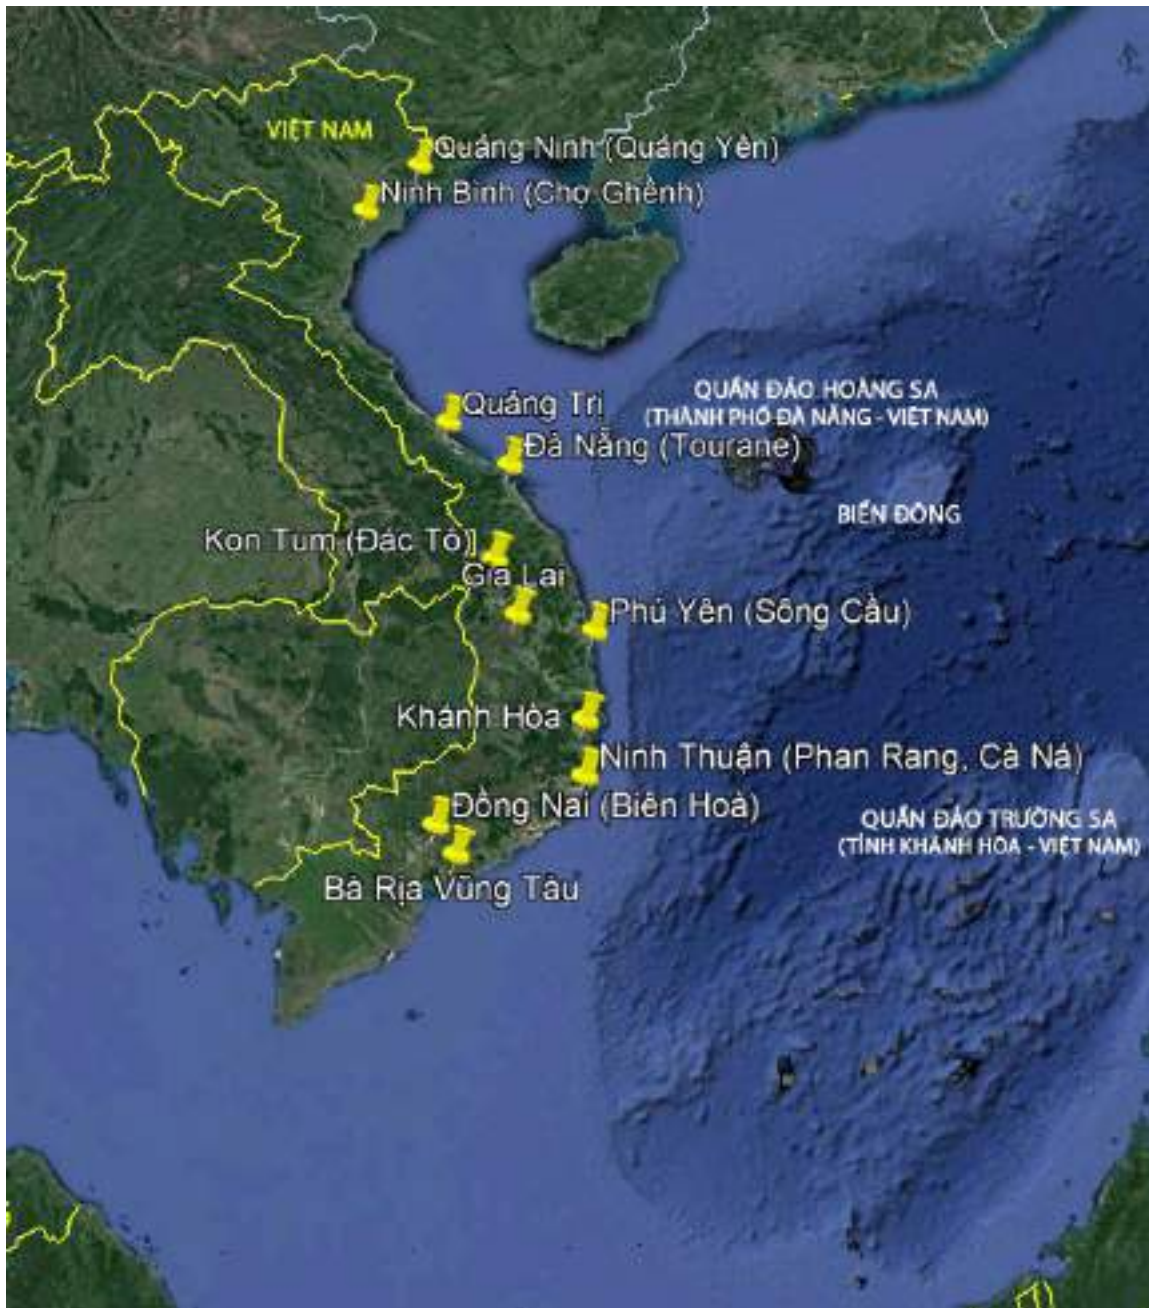 VIỆT NAM
Quảng Ninh (Quảng Yên)
Ninh Bình (Chợ Ghềnh)
QUẦN ĐẢO HOÀNG SA
(THÀNH PHỐ ĐÀ NẴNG - VIỆT NAM)
Quảng Trị
Đà Nẵng (Tourane)
BIỂN ĐÔNG
Kon Tum (Đác Tô)]
Gia Lai
Phú Yên (Sông Cầu)
Khánh Hòa
Ninh Thuận (Phan Rang, Cà Ná)
Đồng Nai (Biên Hoà)
QUẦN ĐẢO TRƯỜNG SA
(TỈNH KHÁNH HÒA - VIỆT NAM)
Bà Rịa Vũng Tàu